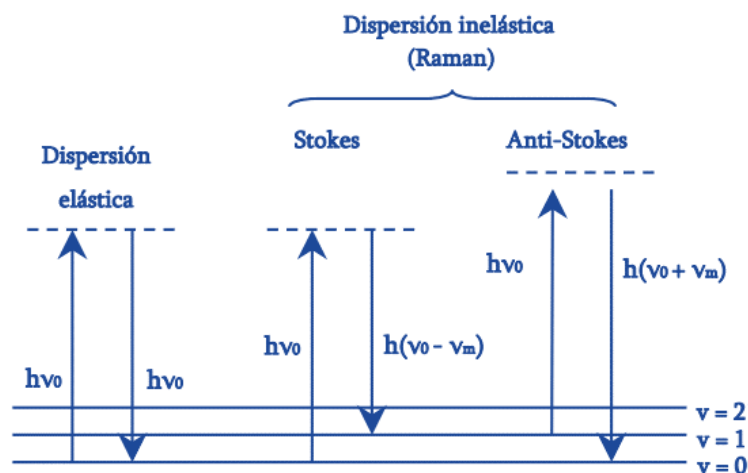 Dispersión inelástica
(Raman)
Stokes
Anti-Stokes
Dispersión
elástica
hν₀
hν₀
hν₀
h(ν₀ - νₘ)
hν₀
h(ν₀ + νₘ)
v = 2
v = 1
v = 0